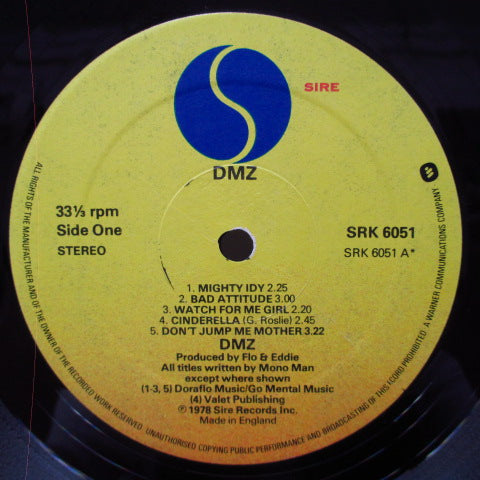 SIRE
DMZ
33⅓ rpm
Side One
STEREO
SRK 6051
SRK 6051 A*
1. MIGHTY IDY 2.25
2. BAD ATTITUDE 3.00
3. WATCH FOR ME GIRL 2.20
4. CINDERELLA (G. Roslie) 2.45
5. DON'T JUMP ME MOTHER 3.22
DMZ
Produced by Flo & Eddie
All titles written by Mono Man
except where shown
(1-3, 5) Doraflo Music/Go Mental Music
(4) Valet Publishing
℗ 1978 Sire Records Inc.
Made in England
ALL RIGHTS OF THE MANUFACTURER AND OF THE OWNER OF THE RECORDED WORK RESERVED. UNAUTHORISED COPYING PUBLIC PERFORMANCE AND BROADCASTING OF THIS RECORD PROHIBITED. A WARNER COMMUNICATIONS COMPANY